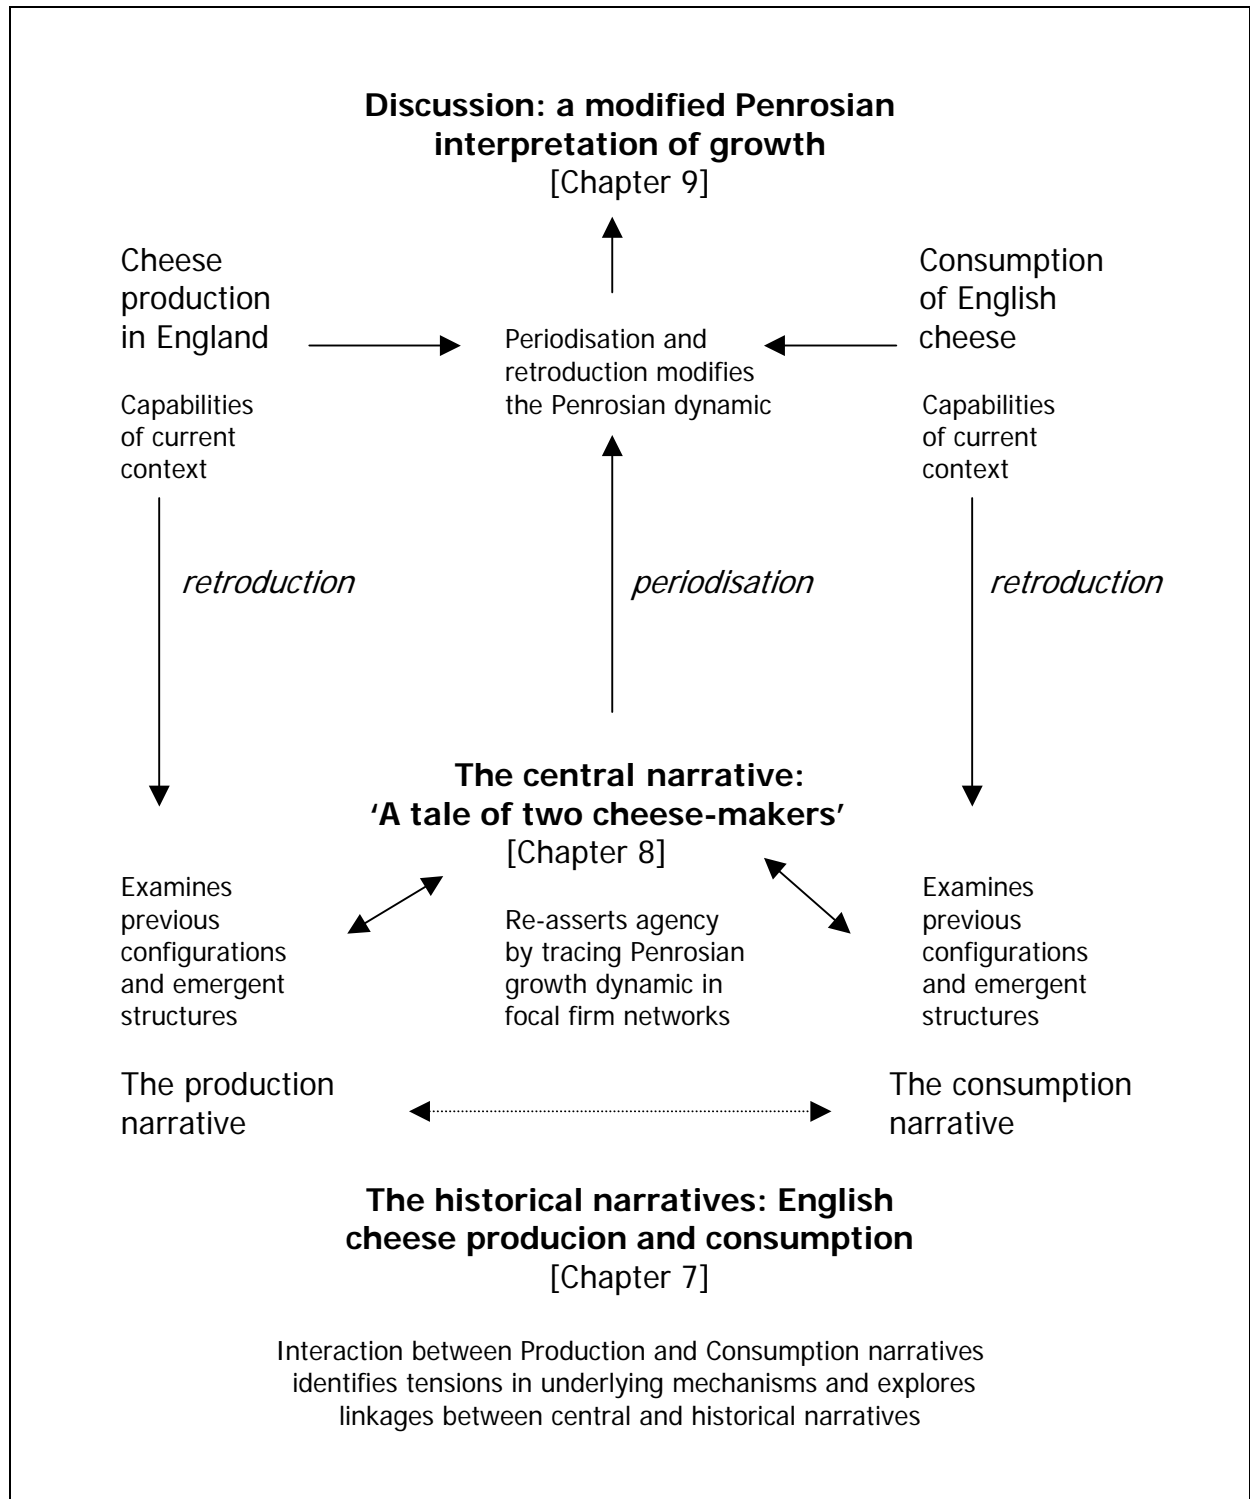 Discussion: a modified Penrosian
interpretation of growth
[Chapter 9]
Cheese
production
in England
Consumption
of English
cheese
Periodisation and
retroduction modifies
the Penrosian dynamic
Capabilities
of current
context
Capabilities
of current
context
retroduction
periodisation
retroduction
The central narrative:
‘A tale of two cheese-makers’
[Chapter 8]
Examines
previous
configurations
and emergent
structures
Re-asserts agency
by tracing Penrosian
growth dynamic in
focal firm networks
Examines
previous
configurations
and emergent
structures
The production
narrative
The consumption
narrative
The historical narratives: English
cheese producion and consumption
[Chapter 7]
Interaction between Production and Consumption narratives
identifies tensions in underlying mechanisms and explores
linkages between central and historical narratives